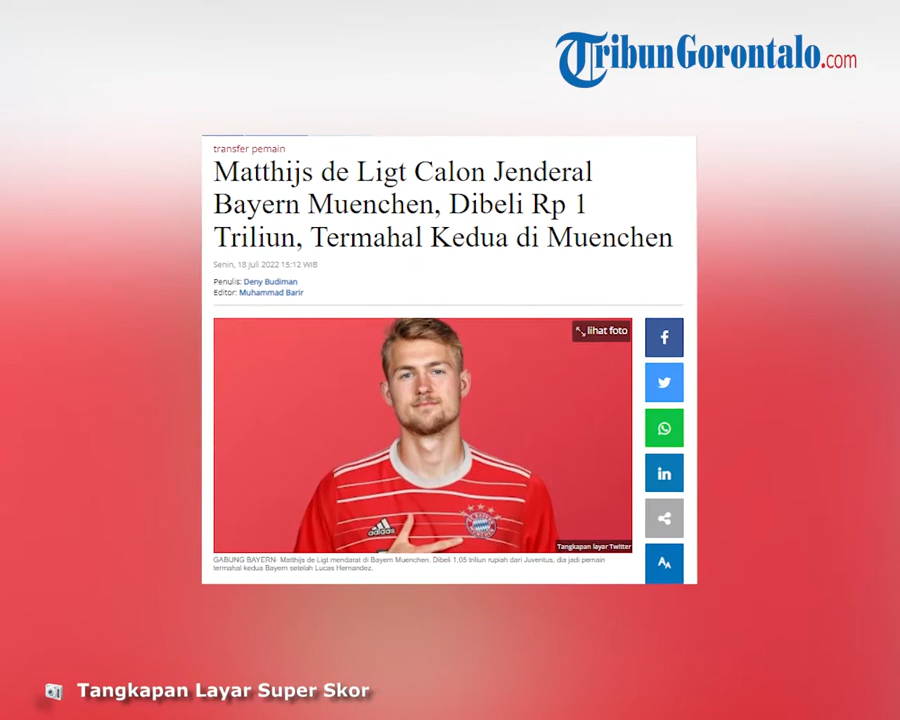 TribunGorontalo.com
transfer pemain
Matthijs de Ligt Calon Jenderal
Bayern Muenchen, Dibeli Rp 1
Triliun, Termahal Kedua di Muenchen
Senin, 18 Juli 2022 15:12 WIB
Penulis: Deny Budiman
Editor: Muhammad Barir
lihat foto
adidas
Tangkapan layar Twitter
GABUNG BAYERN- Matthijs de Ligt mendarat di Bayern Muenchen. Dibeli 1,05 triliun rupiah dari Juventus, dia jadi pemain
termahal kedua Bayern setelah Lucas Hernandez.
AA
Tangkapan Layar Super Skor